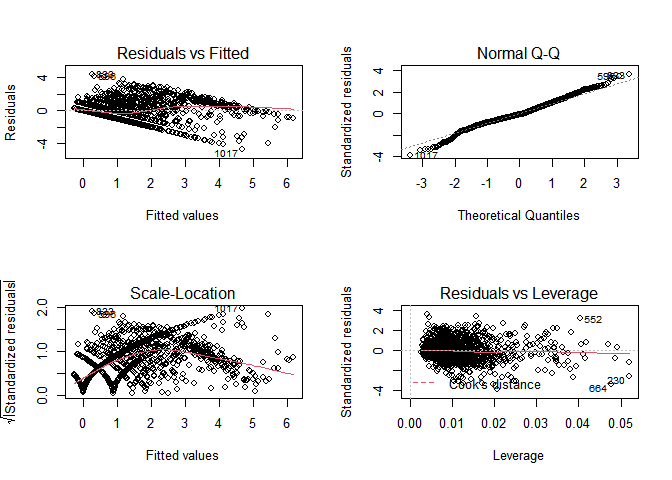 Residuals vs Fitted
Residuals
4
0
-4
0 1 2 3 4 5 6
Fitted values
1017
Normal Q-Q
Standardized residuals
4
2
0
-2
-4
-3 -2 -1 0 1 2 3
Theoretical Quantiles
1017
Scale-Location
√|Standardized residuals|
2.0
1.0
0.0
0 1 2 3 4 5 6
Fitted values
1017
Residuals vs Leverage
Standardized residuals
4
2
0
-2
-4
0.00 0.01 0.02 0.03 0.04 0.05
Leverage
552
230
664
Cook's distance